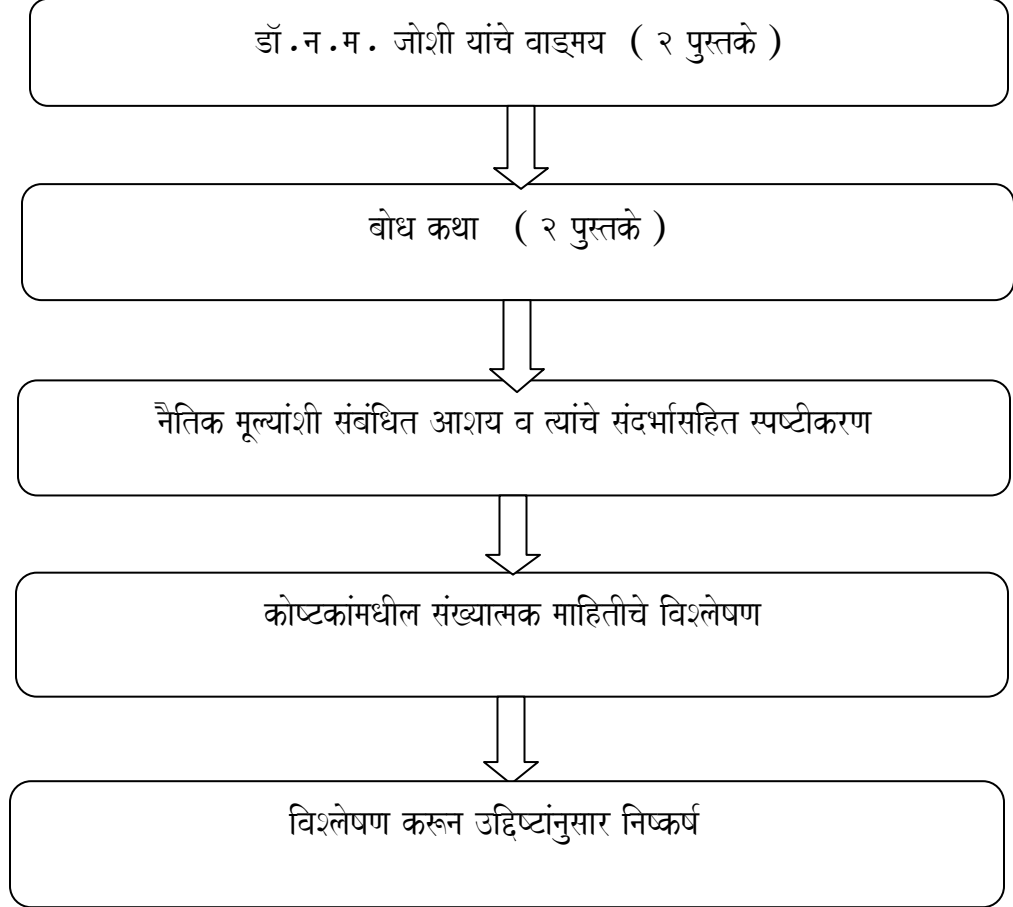 डॉ.न.म. जोशी यांचे वाड्मय ( २ पुस्तके )
बोध कथा ( २ पुस्तके )
नैतिक मूल्यांशी संबंधित आशय व त्यांचे संदर्भासहित स्पष्टीकरण
कोष्टकांमधील संख्यात्मक माहितीचे विश्लेषण
विश्लेषण करून उद्दिष्टांनुसार निष्कर्ष